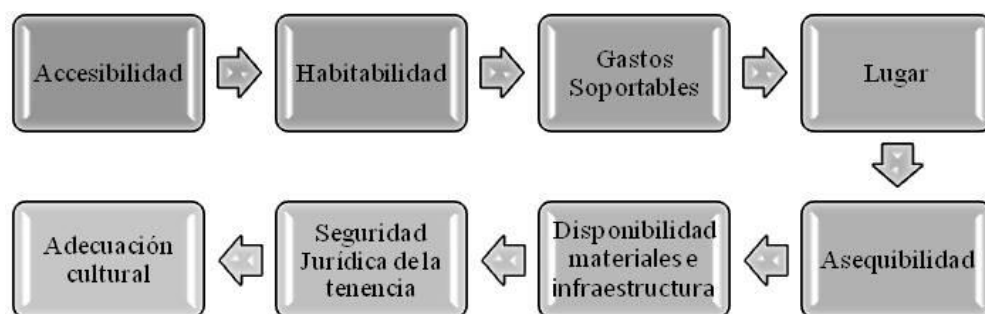 Accesibilidad
Habitabilidad
Gastos
Soportables
Lugar
Asequibilidad
Disponibilidad
materiales e
infraestructura
Seguridad
Jurídica de la
tenencia
Adecuación
cultural